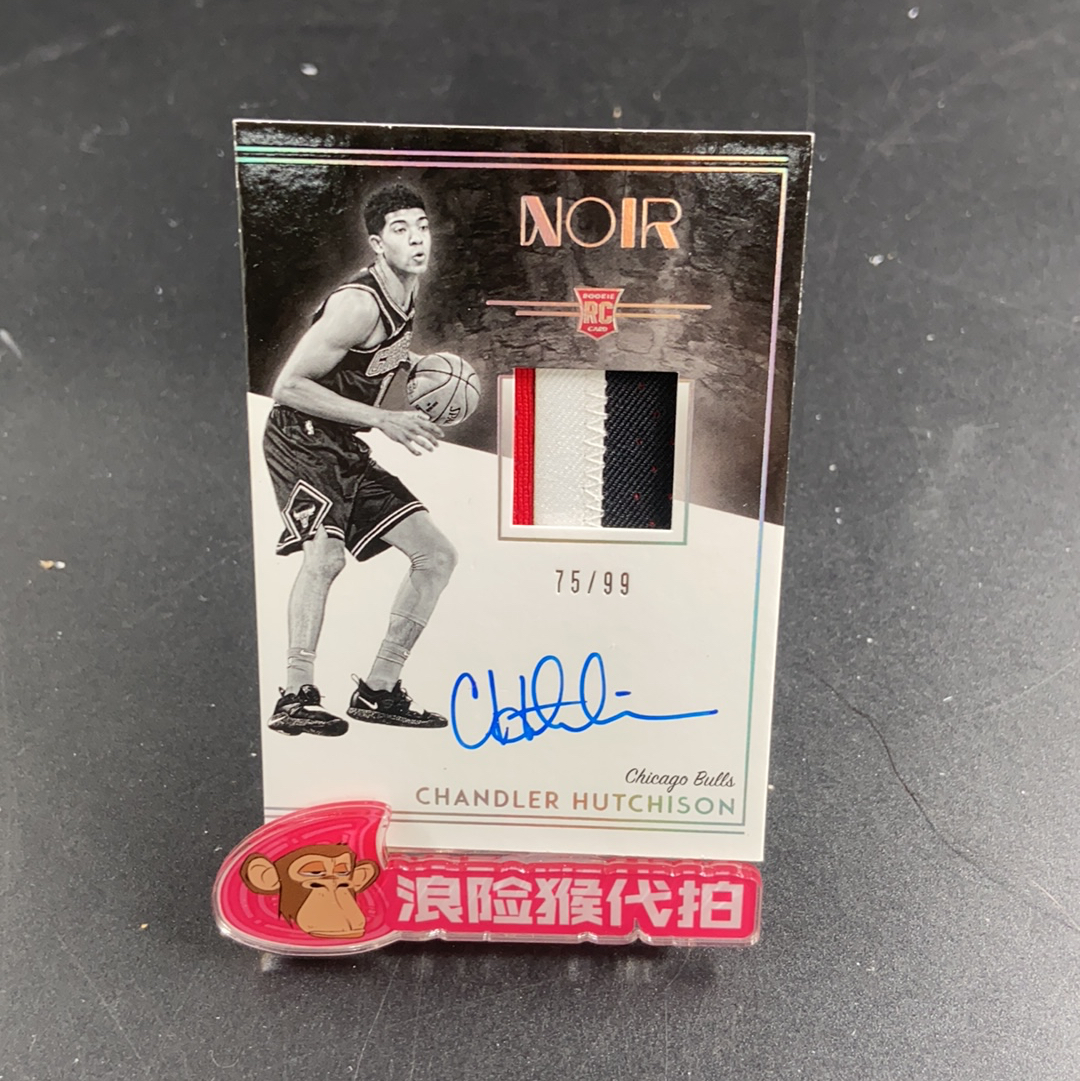 NOIR
ROOKIE
RC
CARD
75/99
Chicago Bulls
CHANDLER HUTCHISON
浪险猴代拍